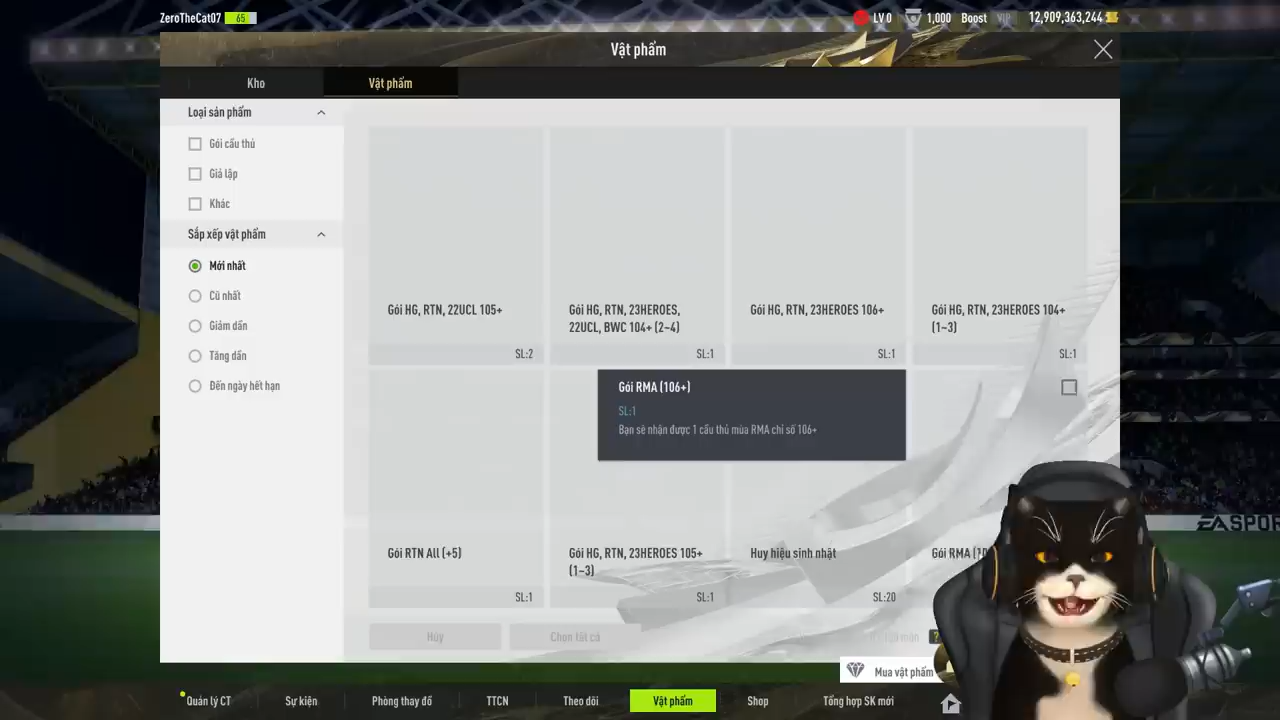 ZeroTheCat07 65
LV 0 1,000 Boost VIP 12,909,363,244
Vật phẩm
Kho Vật phẩm
Loại sản phẩm
Gói cầu thủ
Giả lập
Khác
Sắp xếp vật phẩm
Mới nhất
Cũ nhất
Giảm dần
Tăng dần
Đến ngày hết hạn
Gói HG, RTN, 22UCL 105+
SL:2
Gói HG, RTN, 23HEROES,
22UCL, BWC 104+ (2~4)
SL:1
Gói HG, RTN, 23HEROES 106+
SL:1
Gói HG, RTN, 23HEROES 104+
(1~3)
SL:1
Gói RMA (106+)
SL:1
Bạn sẽ nhận được 1 cầu thủ mùa RMA chỉ số 106+
Gói RTN All (+5)
SL:1
Gói HG, RTN, 23HEROES 105+
(1~3)
SL:1
Huy hiệu sinh nhật
SL:20
Gói RMA
Hủy Chọn tất cả
Mua vật phẩm
EA SPOR
Quản lý CT Sự kiện Phòng thay đồ TTCN Theo dõi Vật phẩm Shop Tổng hợp SK mới